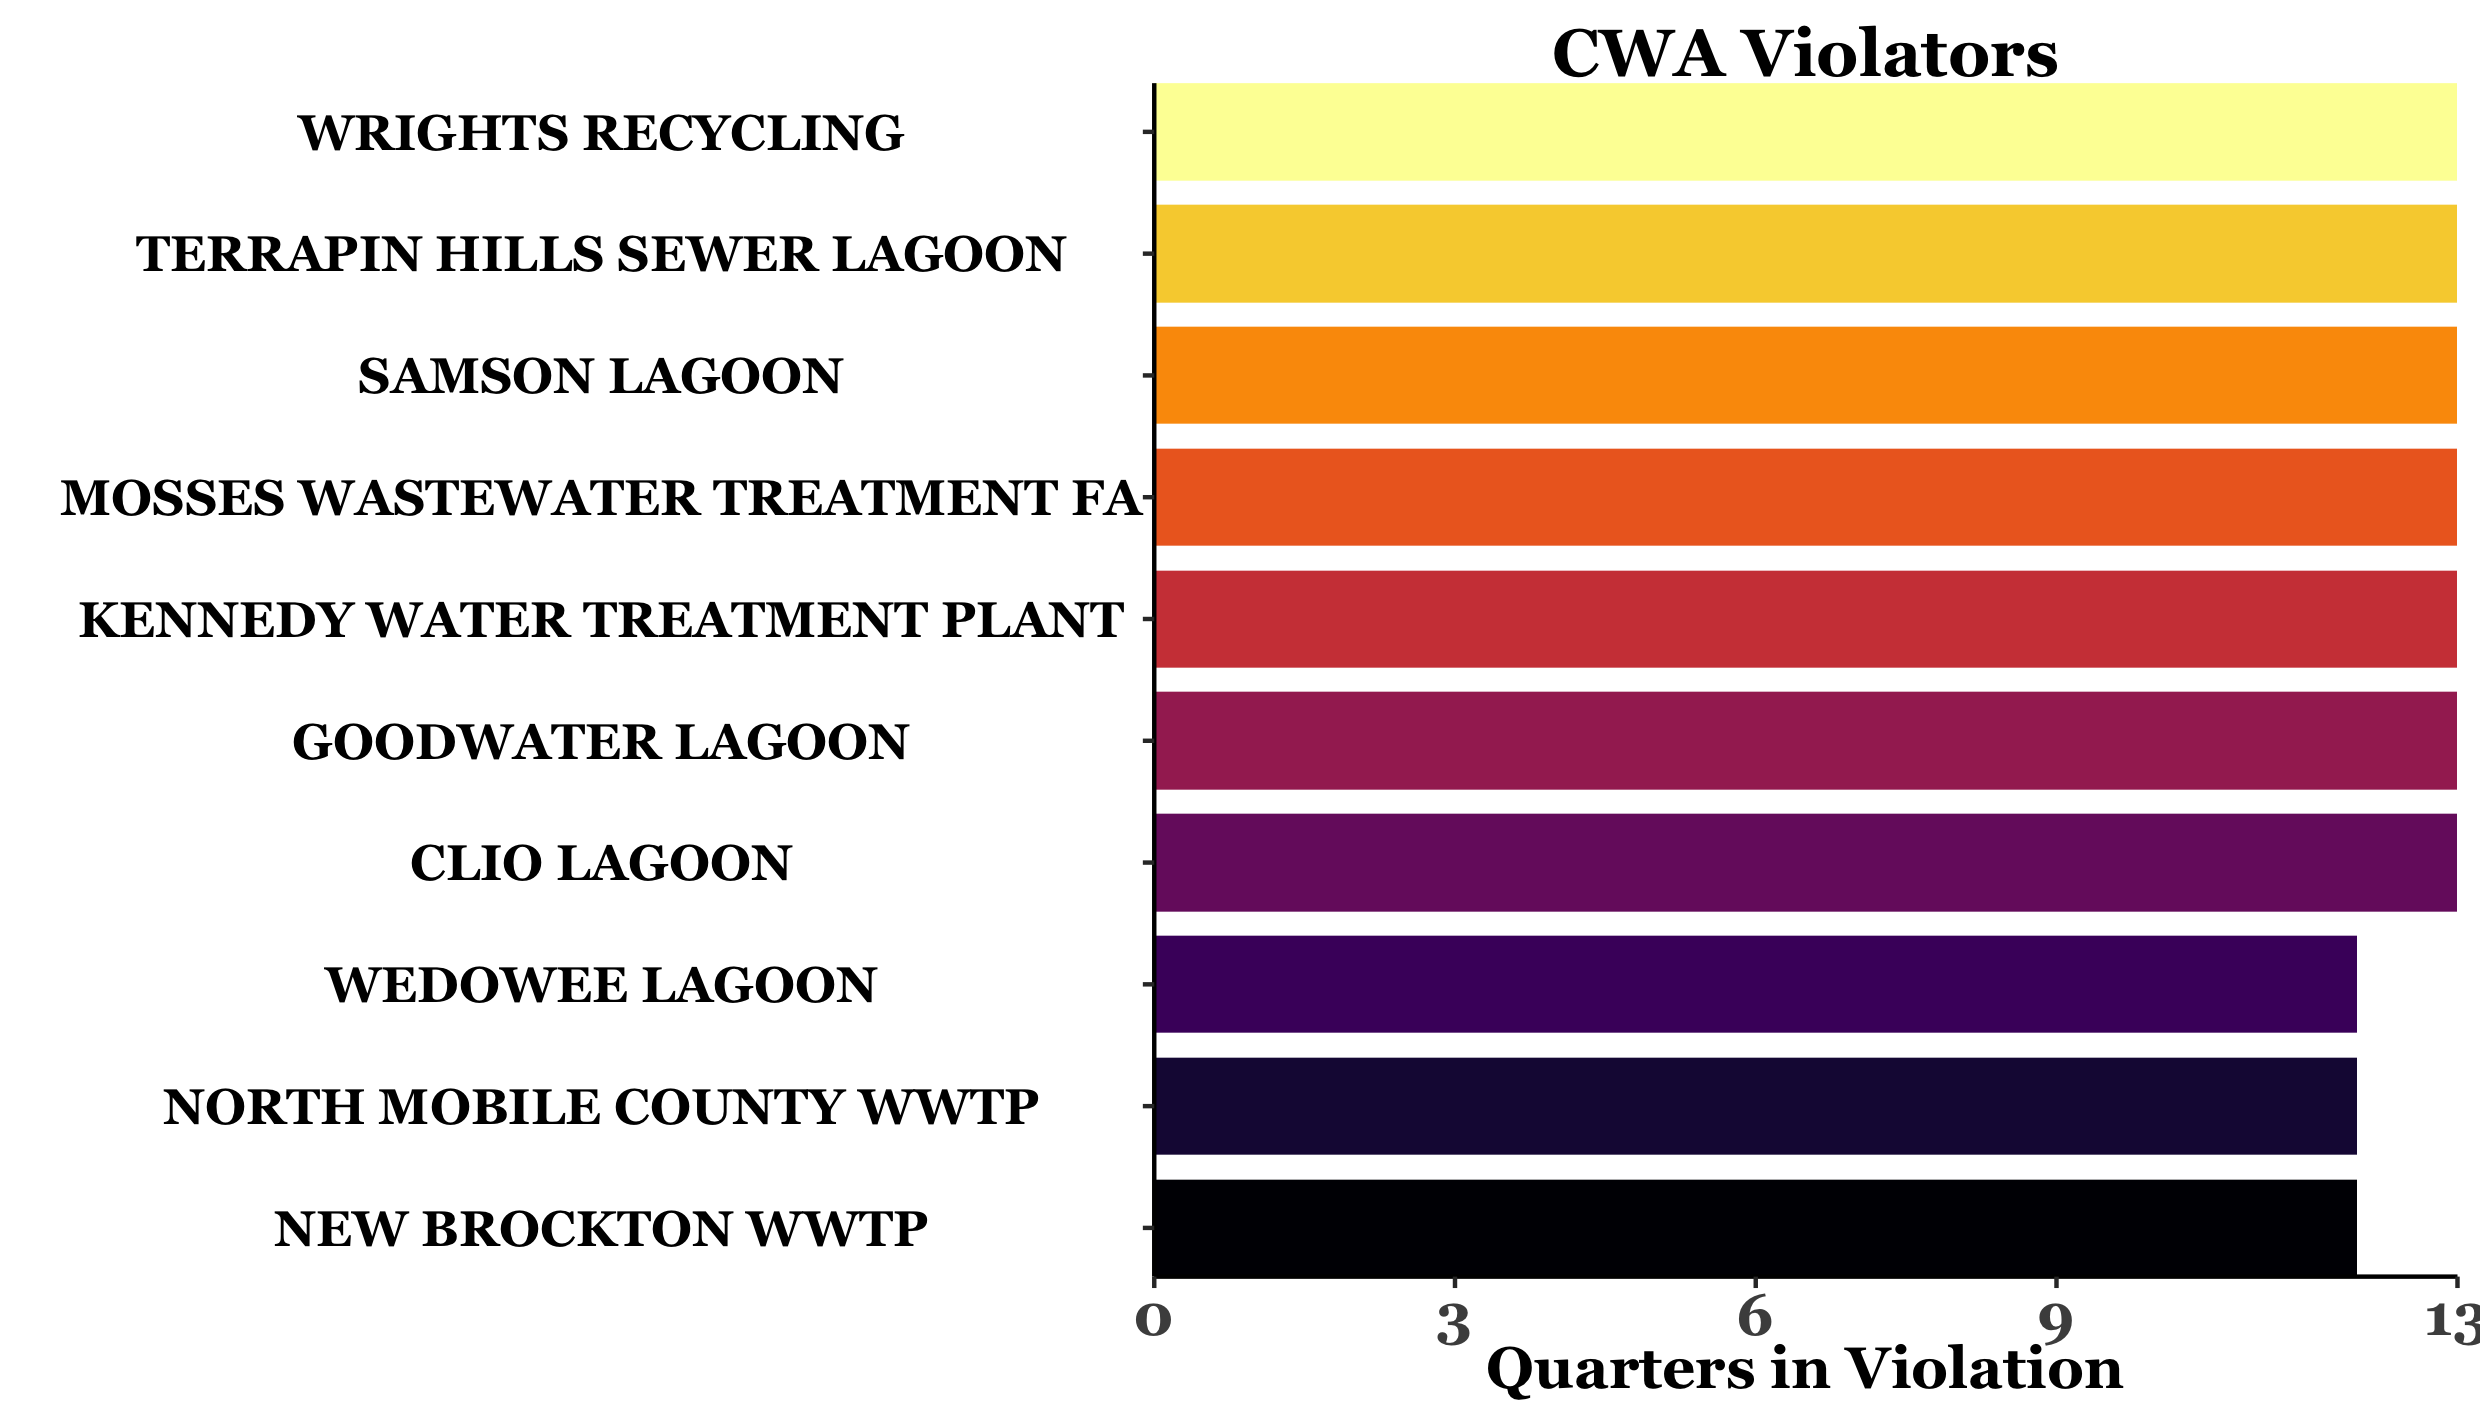 CWA Violators
WRIGHTS RECYCLING
TERRAPIN HILLS SEWER LAGOON
SAMSON LAGOON
MOSSES WASTEWATER TREATMENT FA
KENNEDY WATER TREATMENT PLANT
GOODWATER LAGOON
CLIO LAGOON
WEDOWEE LAGOON
NORTH MOBILE COUNTY WWTP
NEW BROCKTON WWTP
0 3 6 9 13
Quarters in Violation